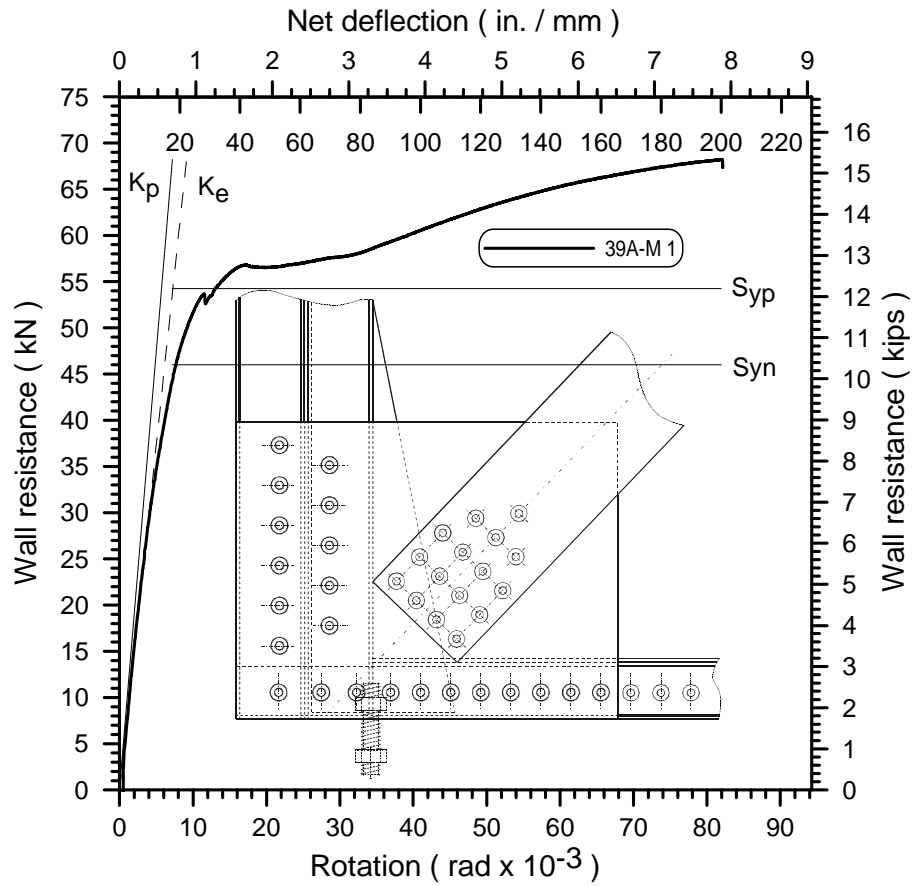 Net deflection ( in. / mm )
0 1 2 3 4 5 6 7 8 9
20 40 60 80 100 120 140 160 180 200 220
75
70
65
60
55
50
45
40
35
30
25
20
15
10
5
0
Wall resistance ( kN )
Kp
Ke
39A-M 1
Syp
Syn
16
15
14
13
12
11
10
9
8
7
6
5
4
3
2
1
0
Wall resistance ( kips )
0 10 20 30 40 50 60 70 80 90
Rotation ( rad x 10-3 )